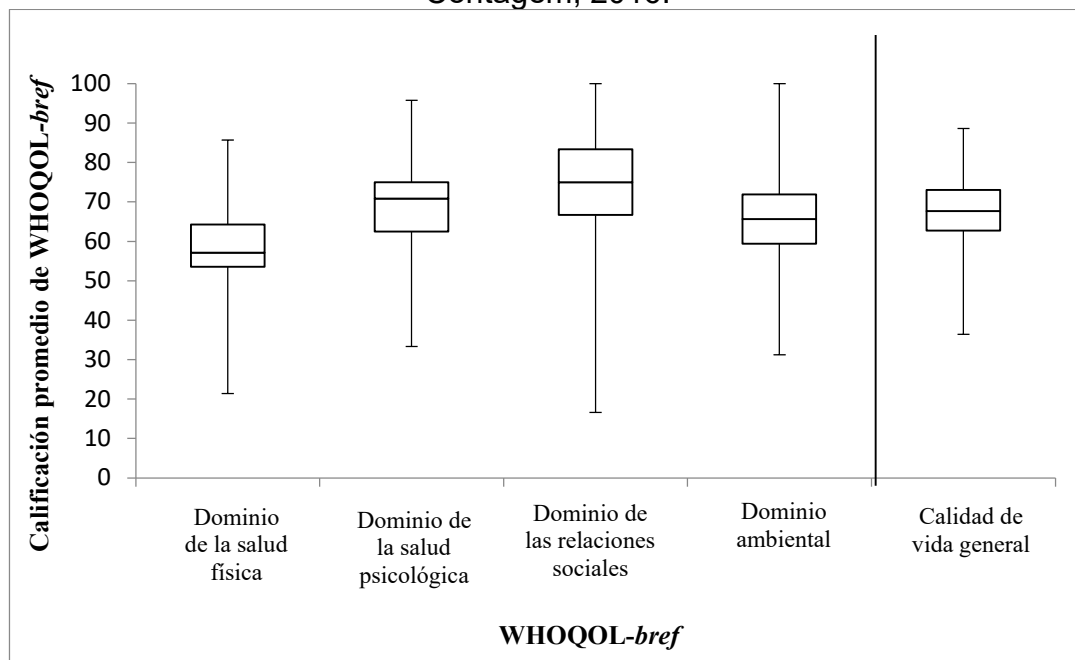 Contagem,
Calificación promedio de WHOQOL-bref
100
90
80
70
60
50
40
30
20
10
0
Dominio
de la salud
física
Dominio de
la salud
psicológica
Dominio de
las relaciones
sociales
Dominio
ambiental
Calidad de
vida general
WHOQOL-bref